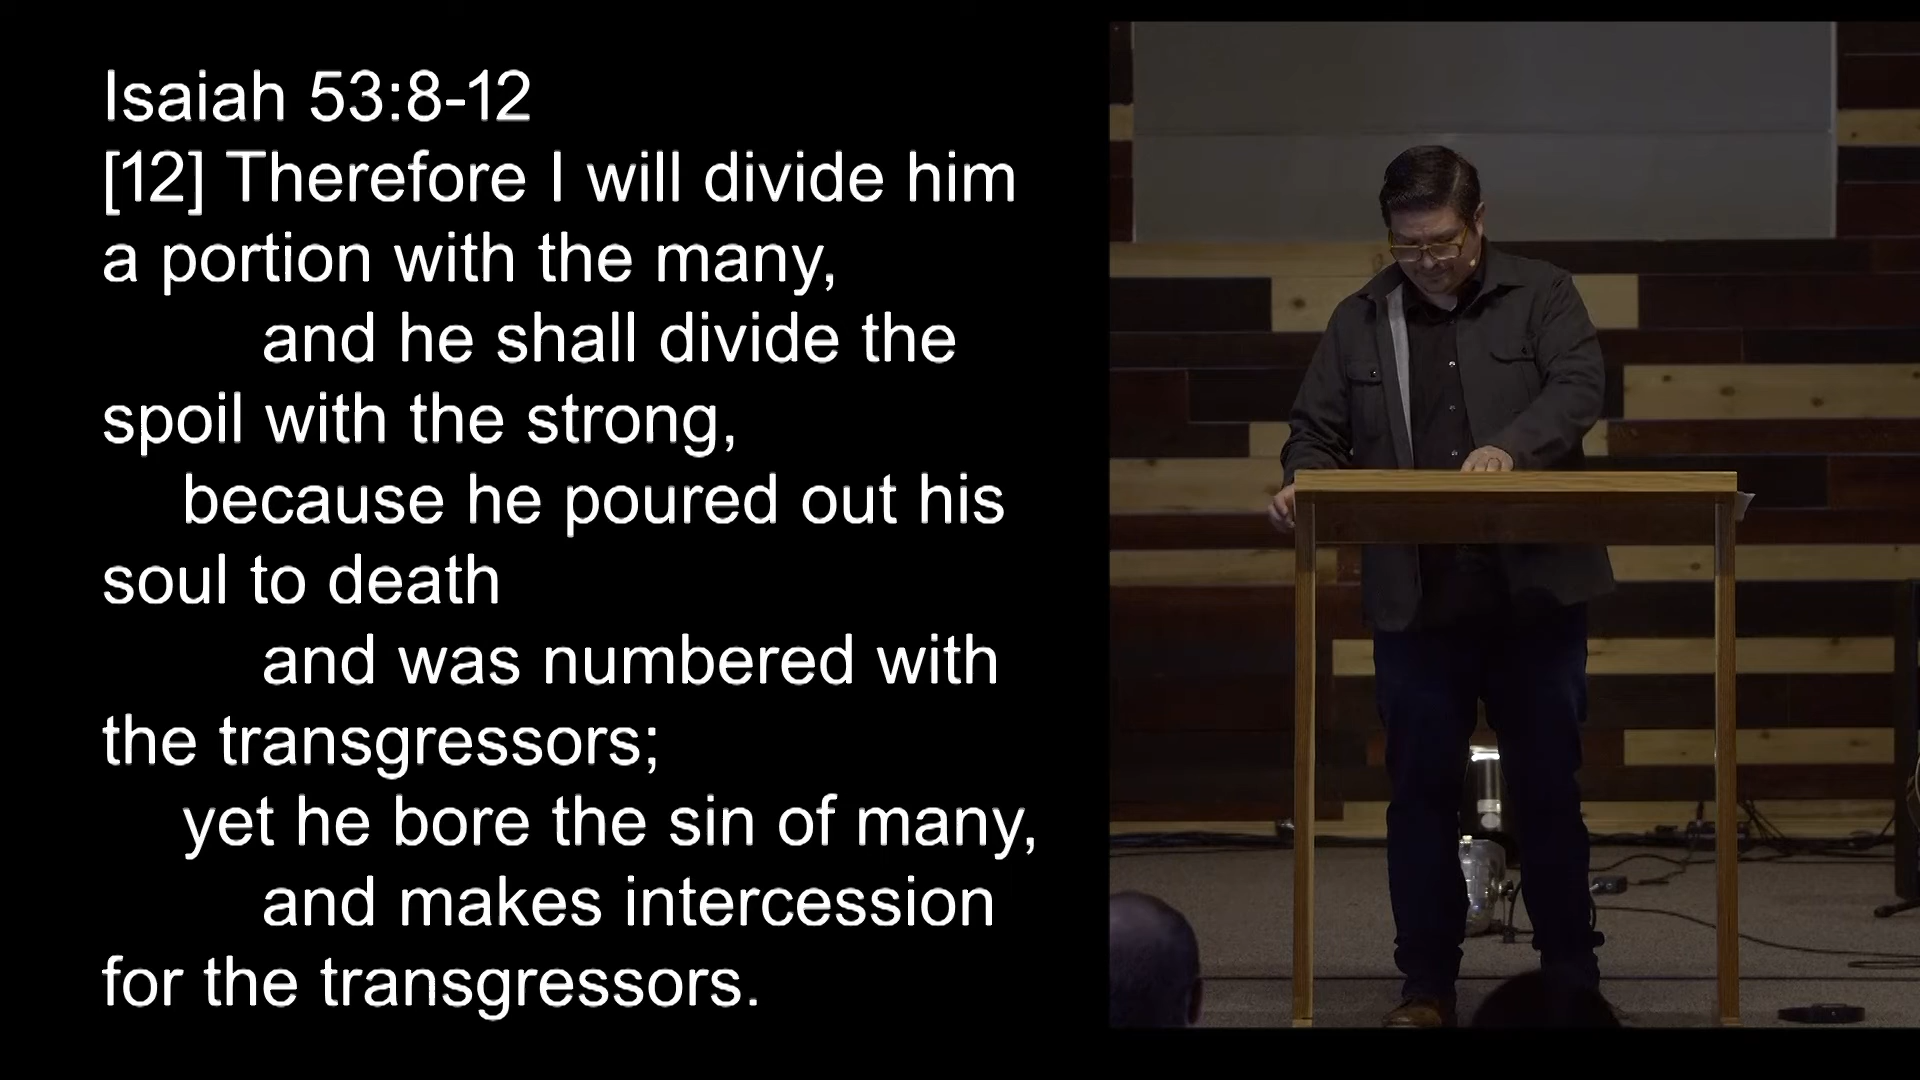 Isaiah 53:8-12
[12] Therefore I will divide him
a portion with the many,
and he shall divide the
spoil with the strong,
because he poured out his
soul to death
and was numbered with
the transgressors;
yet he bore the sin of many,
and makes intercession
for the transgressors.